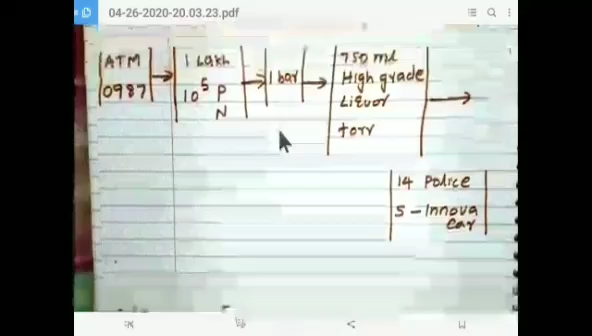 04-26-2020-20.03.23.pdf
ATM
0987
1 Lakh
10⁵ P
N
1 bar
750 ml
High grade
Liquor
torr
14 Police
5 - Innova
Car